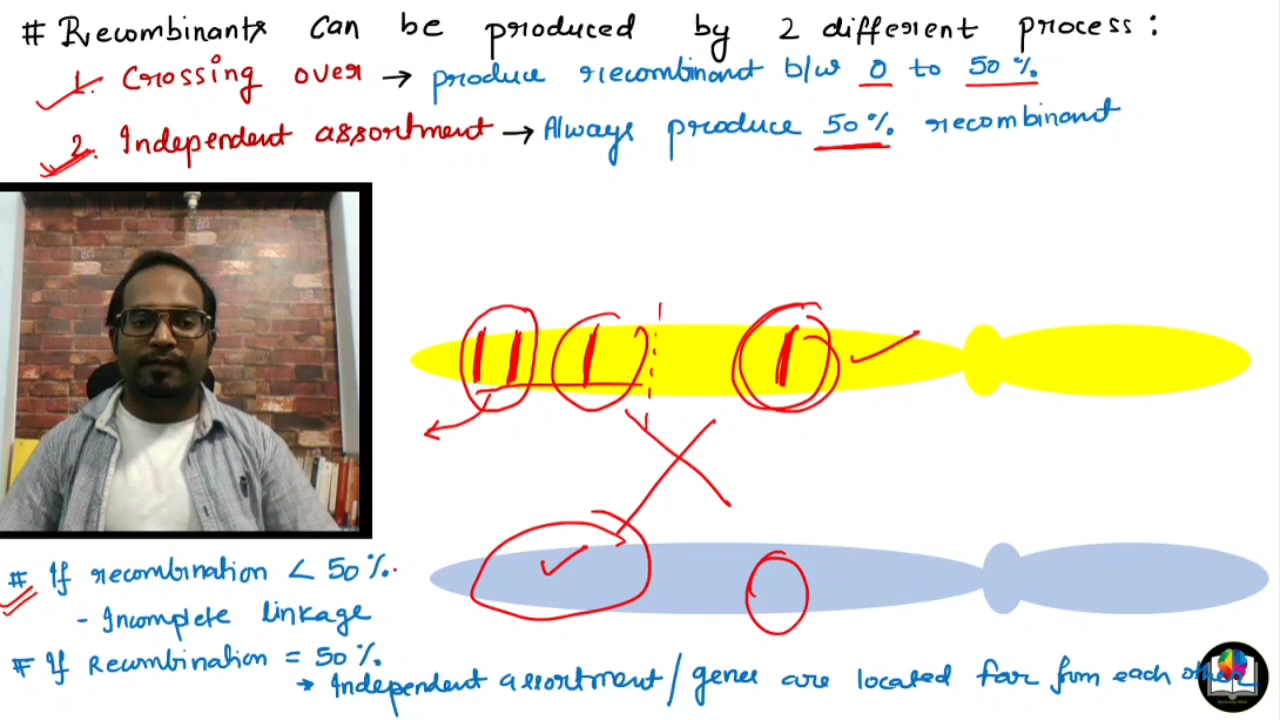 # Recombinants can be produced by 2 different process :
1. Crossing over → produce recombinant b/w 0 to 50%
2. Independent assortment → Always produce 50% recombinant
# If recombination < 50%.
- Incomplete linkage
# If Recombination = 50%.
→ Independent assortment / genes are located far from each other